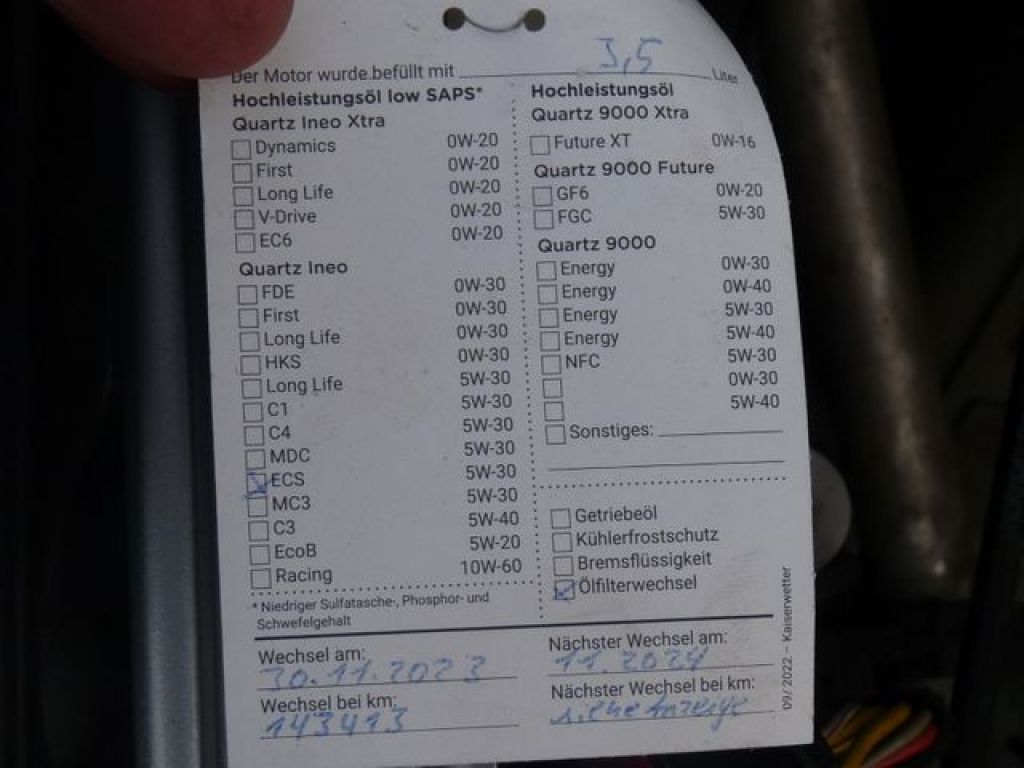 Der Motor wurde befüllt mit 3,5 Liter
Hochleistungsöl low SAPS*
Quartz Ineo Xtra
Dynamics 0W-20
First 0W-20
Long Life 0W-20
V-Drive 0W-20
EC6 0W-20
Quartz Ineo
FDE 0W-30
First 0W-30
Long Life 0W-30
HKS 0W-30
Long Life 5W-30
C1 5W-30
C4 5W-30
MDC 5W-30
ECS 5W-30
MC3 5W-30
C3 5W-40
EcoB 5W-20
Racing 10W-60
* Niedriger Sulfatasche-, Phosphor- und
Schwefelgehalt
Hochleistungsöl
Quartz 9000 Xtra
Future XT 0W-16
Quartz 9000 Future
GF6 0W-20
FGC 5W-30
Quartz 9000
Energy 0W-30
Energy 0W-40
Energy 5W-30
Energy 5W-40
NFC 5W-30
0W-30
5W-40
Sonstiges:
Getriebeöl
Kühlerfrostschutz
Bremsflüssigkeit
Ölfilterwechsel
Wechsel am:
30.11.2023
Nächster Wechsel am:
11.2024
Wechsel bei km:
143413
Nächster Wechsel bei km:
siehe Anzeige
09/2022 – Kaiserwetter